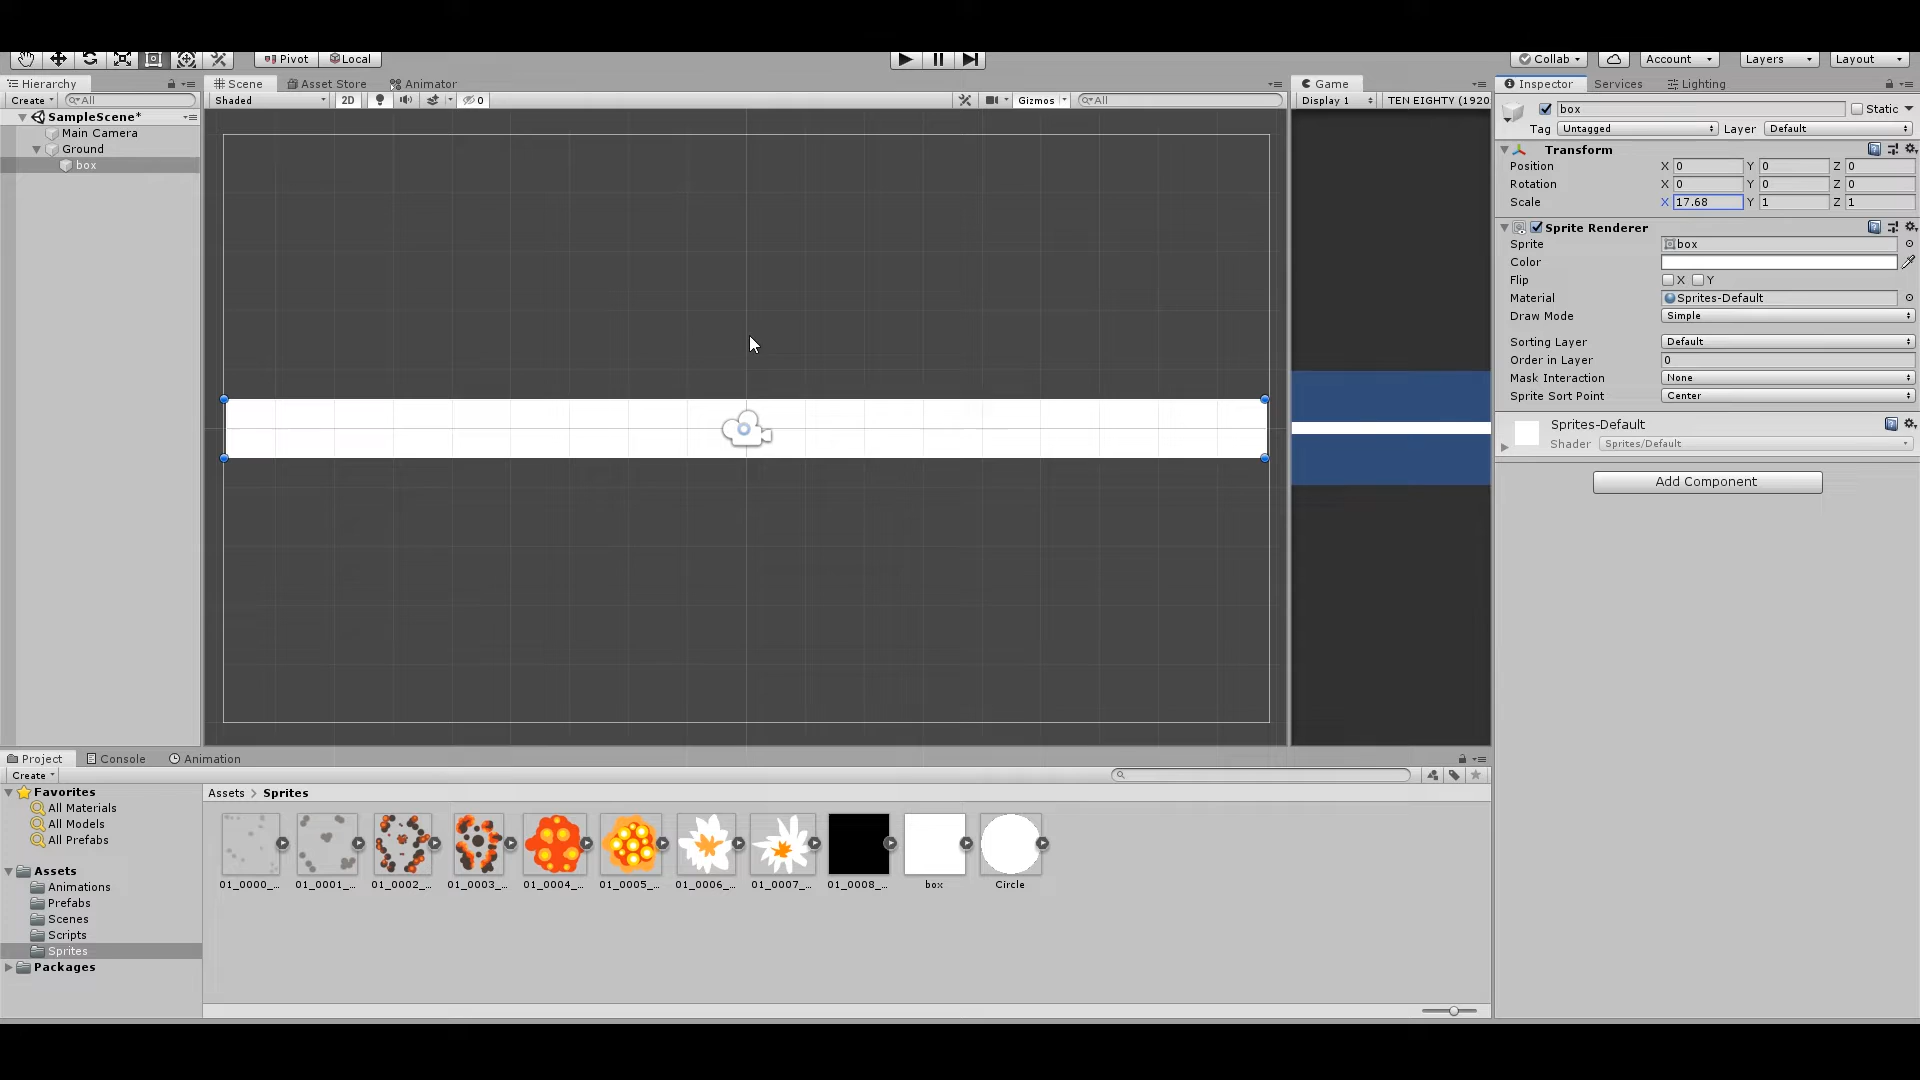 Pivot Local
Collab Account Layers Layout
Hierarchy
Create All
SampleScene*
Main Camera
Ground
box
Scene Asset Store Animator
Shaded 2D 0 Gizmos All
Game
Display 1 TEN EIGHTY (1920
Inspector Services Lighting
box Static
Tag Untagged Layer Default
Transform
Position X 0 Y 0 Z 0
Rotation X 0 Y 0 Z 0
Scale X 17.68 Y 1 Z 1
Sprite Renderer
Sprite box
Color
Flip X Y
Material Sprites-Default
Draw Mode Simple
Sorting Layer Default
Order in Layer 0
Mask Interaction None
Sprite Sort Point Center
Sprites-Default
Shader Sprites/Default
Add Component
Project Console Animation
Create
Favorites
All Materials
All Models
All Prefabs
Assets
Animations
Prefabs
Scenes
Scripts
Sprites
Packages
Assets > Sprites
01_0000_... 01_0001_... 01_0002_... 01_0003_... 01_0004_... 01_0005_... 01_0006_... 01_0007_... 01_0008_... box Circle